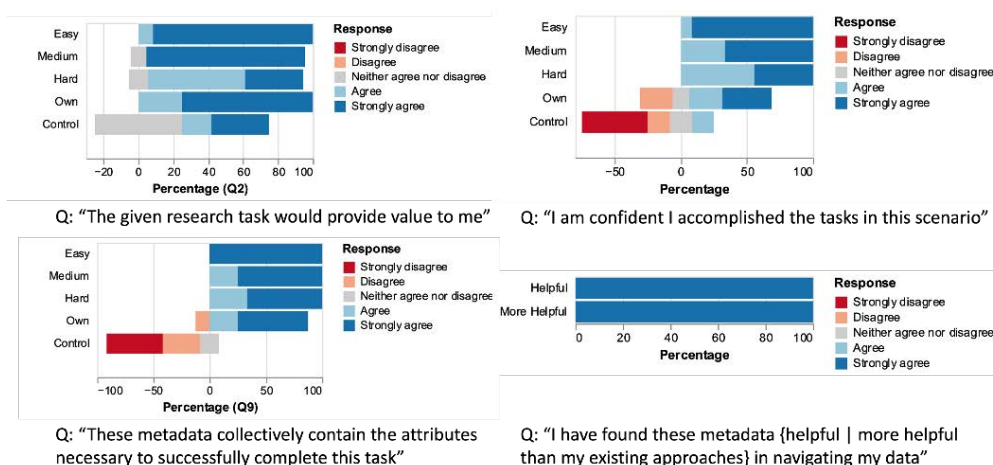 Easy
Medium
Hard
Own
Control
−20 0 20 40 60 80 100
Percentage (Q2)
Response
Strongly disagree
Disagree
Neither agree nor disagree
Agree
Strongly agree
Q: “The given research task would provide value to me”
Easy
Medium
Hard
Own
Control
−50 0 50 100
Percentage
Response
Strongly disagree
Disagree
Neither agree nor disagree
Agree
Strongly agree
Q: “I am confident I accomplished the tasks in this scenario”
Easy
Medium
Hard
Own
Control
−100 −50 0 50 100
Percentage (Q9)
Response
Strongly disagree
Disagree
Neither agree nor disagree
Agree
Strongly agree
Q: “These metadata collectively contain the attributes
necessary to successfully complete this task”
Helpful
More Helpful
0 20 40 60 80 100
Percentage
Response
Strongly disagree
Disagree
Neither agree nor disagree
Agree
Strongly agree
Q: “I have found these metadata {helpful | more helpful
than my existing approaches} in navigating my data”